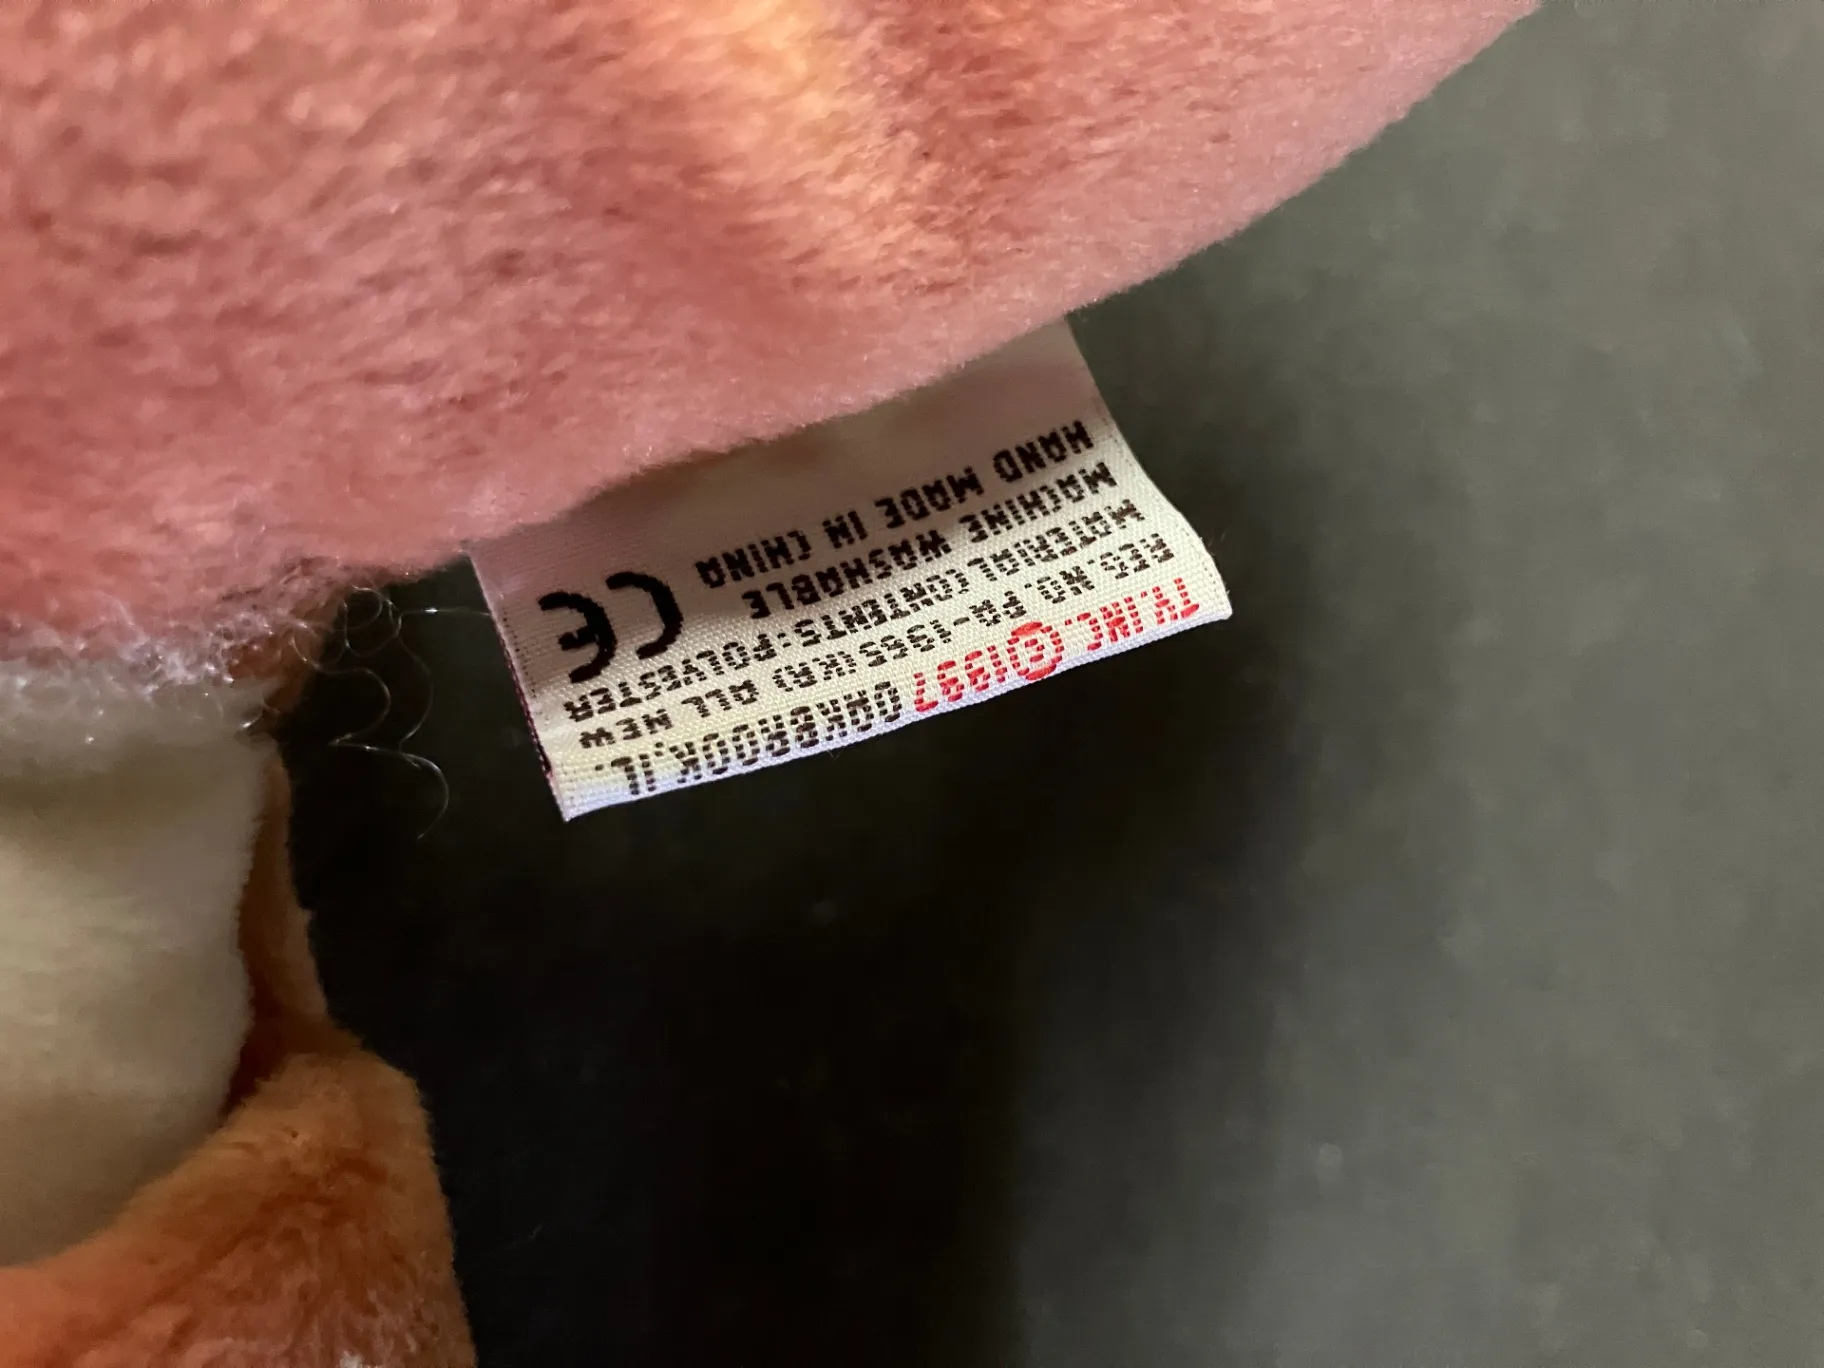 TY.INC.©1997 OAKBROOK,IL.
REG.NO. PA-1965(KR) ALL NEW
MATERIAL CONTENTS:POLYESTER
MACHINE WASHABLE
HAND MADE IN CHINA
CE